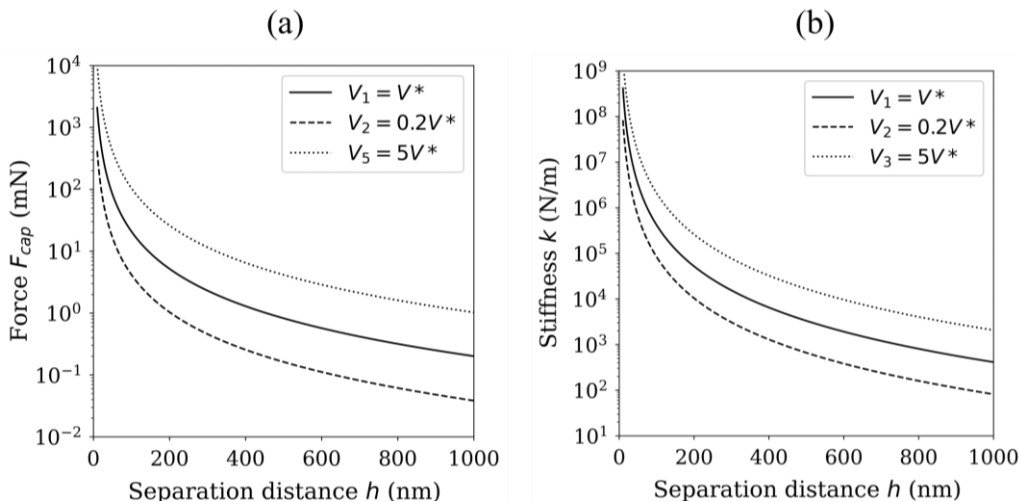 (a)
(b)
Force F_cap (mN)
10^4
10^3
10^2
10^1
10^0
10^-1
10^-2
V_1 = V*
V_2 = 0.2V*
V_5 = 5V*
0 200 400 600 800 1000
Separation distance h (nm)
Stiffness k (N/m)
10^9
10^8
10^7
10^6
10^5
10^4
10^3
10^2
10^1
V_1 = V*
V_2 = 0.2V*
V_3 = 5V*
0 200 400 600 800 1000
Separation distance h (nm)